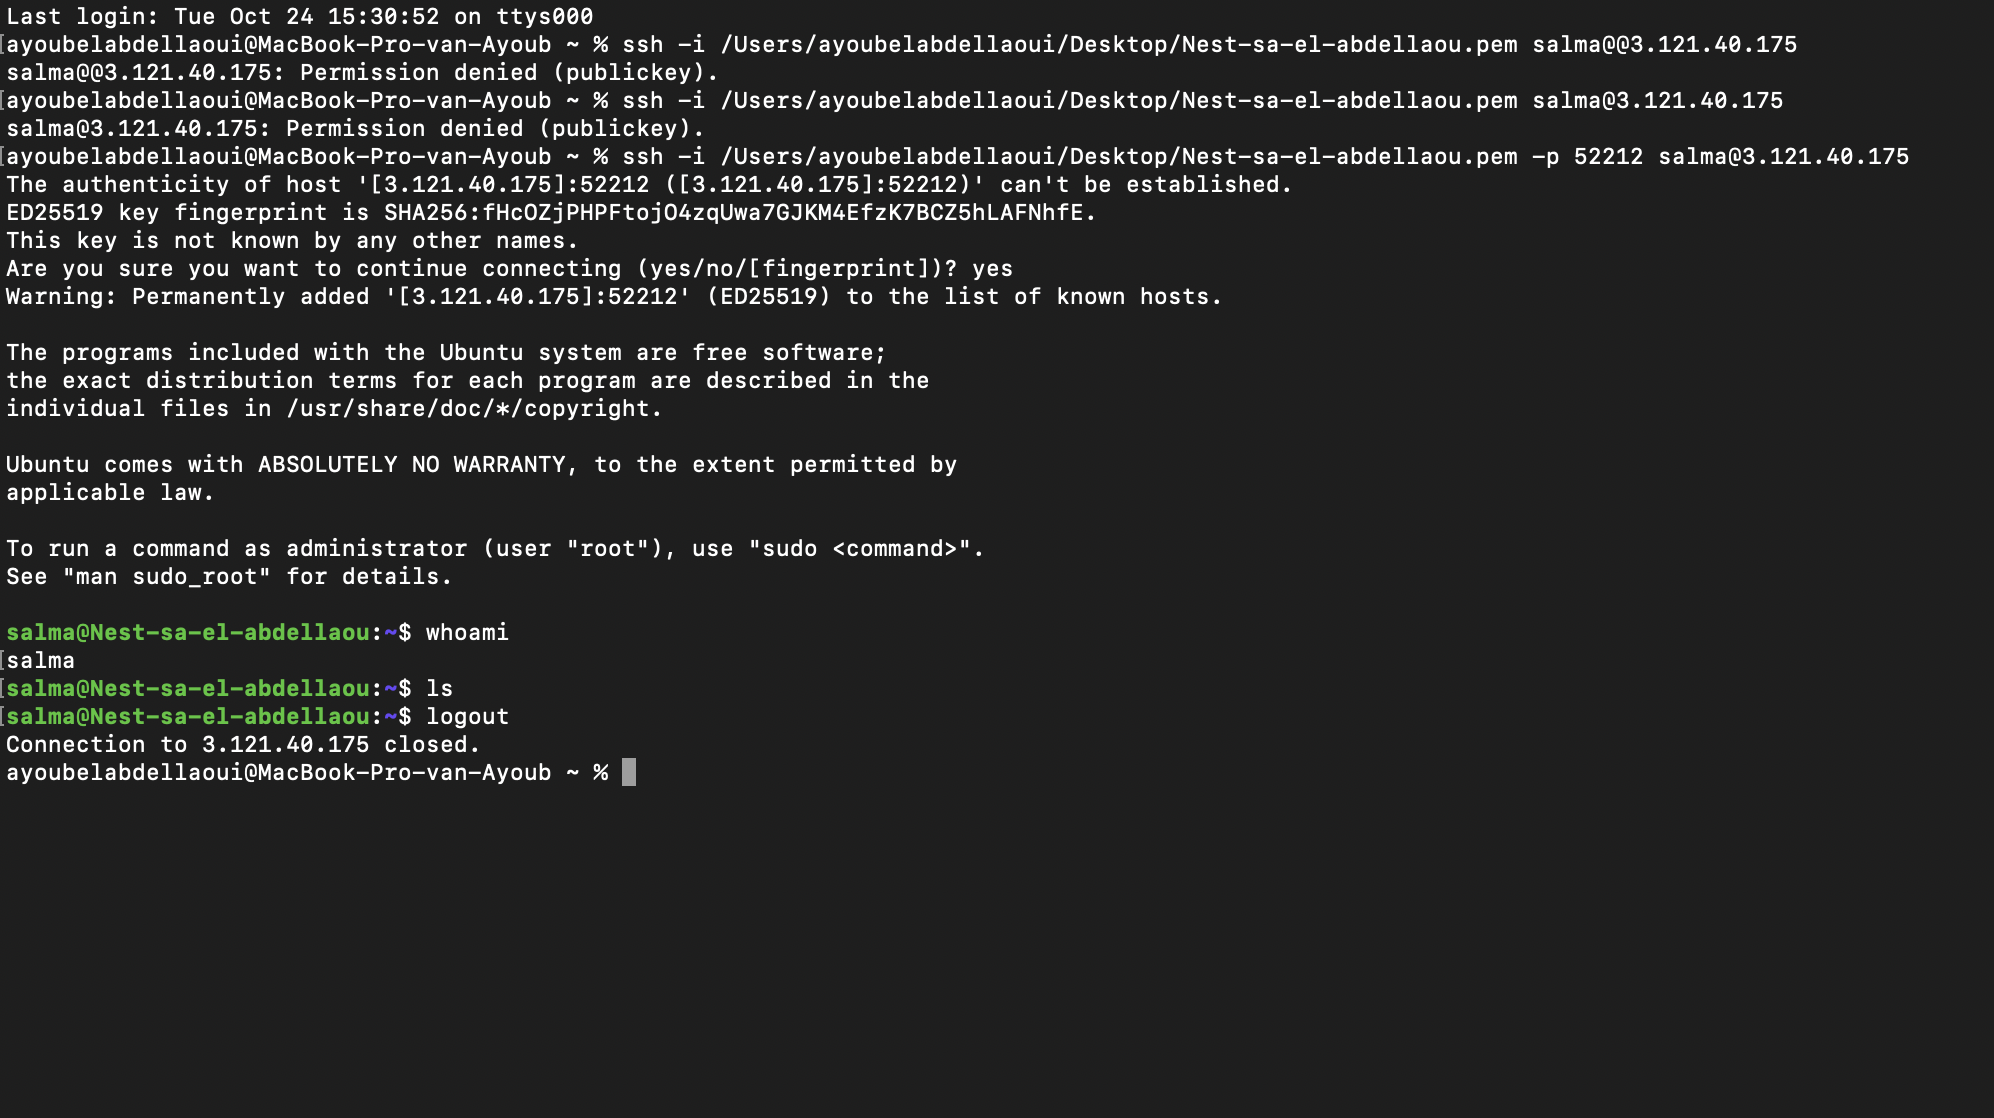 Last login: Tue Oct 24 15:30:52 on ttys000
[ayoubelabdellaoui@MacBook-Pro-van-Ayoub ~ % ssh -i /Users/ayoubelabdellaoui/Desktop/Nest-sa-el-abdellaou.pem salma@@3.121.40.175
salma@@3.121.40.175: Permission denied (publickey).
[ayoubelabdellaoui@MacBook-Pro-van-Ayoub ~ % ssh -i /Users/ayoubelabdellaoui/Desktop/Nest-sa-el-abdellaou.pem salma@3.121.40.175
salma@3.121.40.175: Permission denied (publickey).
[ayoubelabdellaoui@MacBook-Pro-van-Ayoub ~ % ssh -i /Users/ayoubelabdellaoui/Desktop/Nest-sa-el-abdellaou.pem -p 52212 salma@3.121.40.175
The authenticity of host '[3.121.40.175]:52212 ([3.121.40.175]:52212)' can't be established.
ED25519 key fingerprint is SHA256:fHcOZjPHPFtojO4zqUwa7GJKM4EfzK7BCZ5hLAFNhfE.
This key is not known by any other names.
Are you sure you want to continue connecting (yes/no/[fingerprint])? yes
Warning: Permanently added '[3.121.40.175]:52212' (ED25519) to the list of known hosts.
The programs included with the Ubuntu system are free software;
the exact distribution terms for each program are described in the
individual files in /usr/share/doc/*/copyright.
Ubuntu comes with ABSOLUTELY NO WARRANTY, to the extent permitted by
applicable law.
To run a command as administrator (user "root"), use "sudo <command>".
See "man sudo_root" for details.
salma@Nest-sa-el-abdellaou:~$ whoami
[salma
[salma@Nest-sa-el-abdellaou:~$ ls
[salma@Nest-sa-el-abdellaou:~$ logout
Connection to 3.121.40.175 closed.
ayoubelabdellaoui@MacBook-Pro-van-Ayoub ~ %